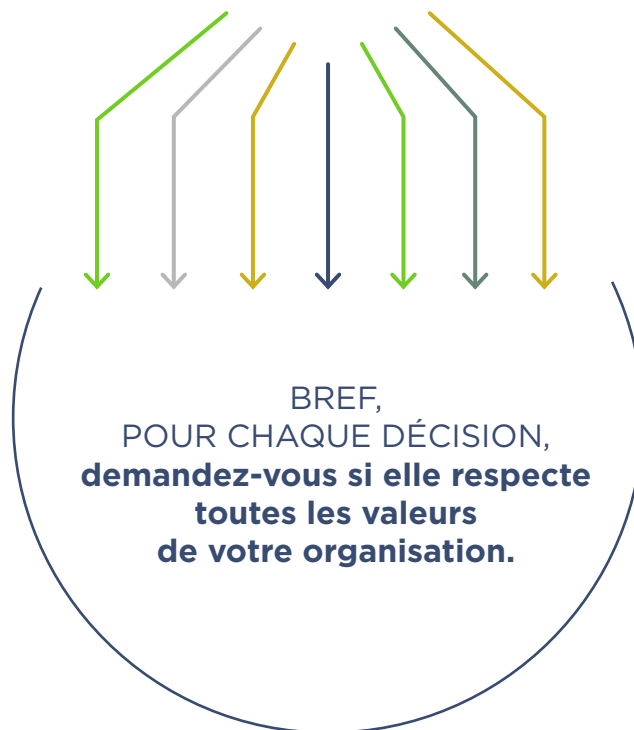 BREF,
POUR CHAQUE DÉCISION,
demandez-vous si elle respecte
toutes les valeurs
de votre organisation.